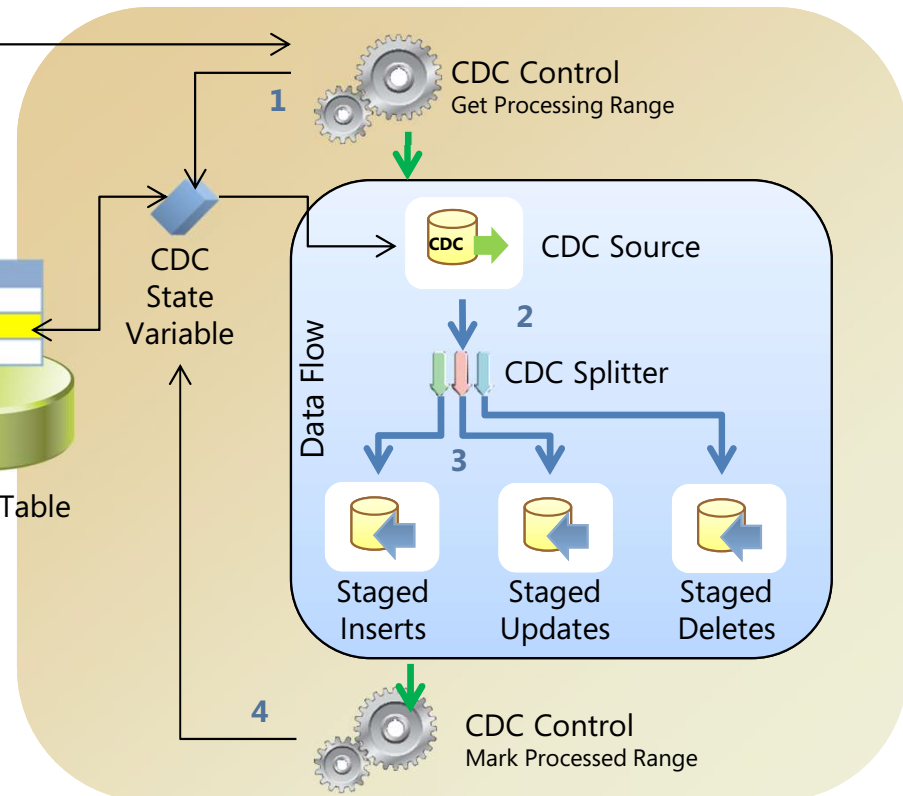 CDC Control
Get Processing Range
1
CDC
State
Variable
CDC
CDC Source
2
Data Flow
CDC Splitter
3
Table
Staged
Inserts
Staged
Updates
Staged
Deletes
4
CDC Control
Mark Processed Range